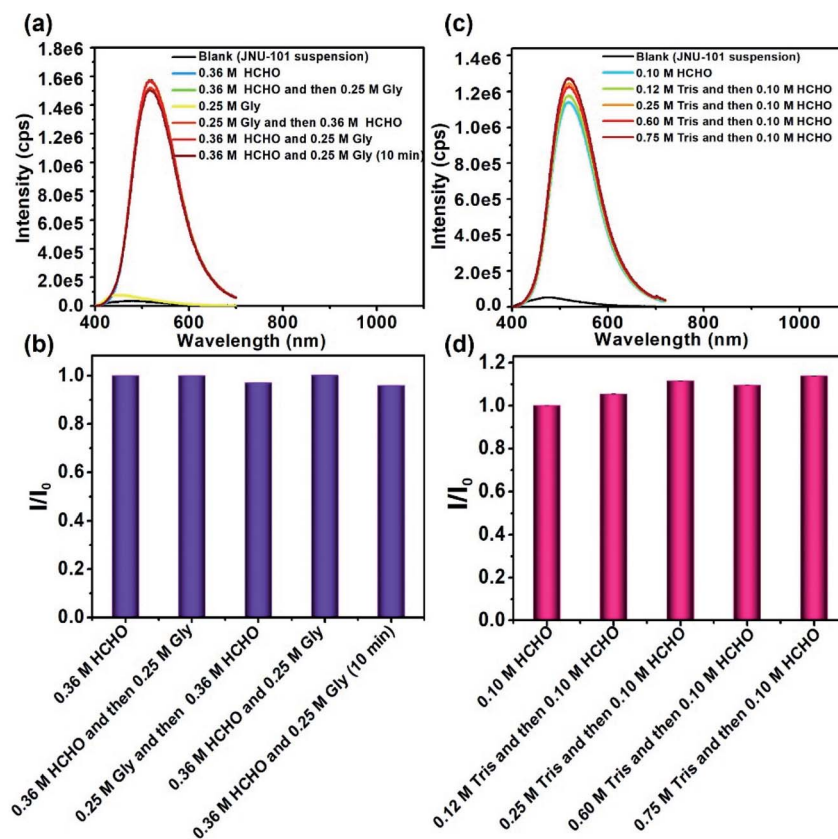 (a)
Blank (JNU-101 suspension)
0.36 M HCHO
0.36 M HCHO and then 0.25 M Gly
0.25 M Gly
0.25 M Gly and then 0.36 M HCHO
0.36 M HCHO and 0.25 M Gly
0.36 M HCHO and 0.25 M Gly (10 min)
Intensity (cps)
1.8e6
1.6e6
1.4e6
1.2e6
1.0e6
8.0e5
6.0e5
4.0e5
2.0e5
0.0
400 600 800 1000
Wavelength (nm)
(c)
Blank (JNU-101 suspension)
0.10 M HCHO
0.12 M Tris and then 0.10 M HCHO
0.25 M Tris and then 0.10 M HCHO
0.60 M Tris and then 0.10 M HCHO
0.75 M Tris and then 0.10 M HCHO
Intensity (cps)
1.4e6
1.2e6
1.0e6
8.0e5
6.0e5
4.0e5
2.0e5
0.0
400 600 800 1000
Wavelength (nm)
(b)
I/I0
1.0
0.8
0.6
0.4
0.2
0.0
0.36 M HCHO
0.36 M HCHO and then 0.25 M Gly
0.25 M Gly and then 0.36 M HCHO
0.36 M HCHO and 0.25 M Gly
0.36 M HCHO and 0.25 M Gly (10 min)
(d)
I/I0
1.2
1.0
0.8
0.6
0.4
0.2
0.0
0.10 M HCHO
0.12 M Tris and then 0.10 M HCHO
0.25 M Tris and then 0.10 M HCHO
0.60 M Tris and then 0.10 M HCHO
0.75 M Tris and then 0.10 M HCHO